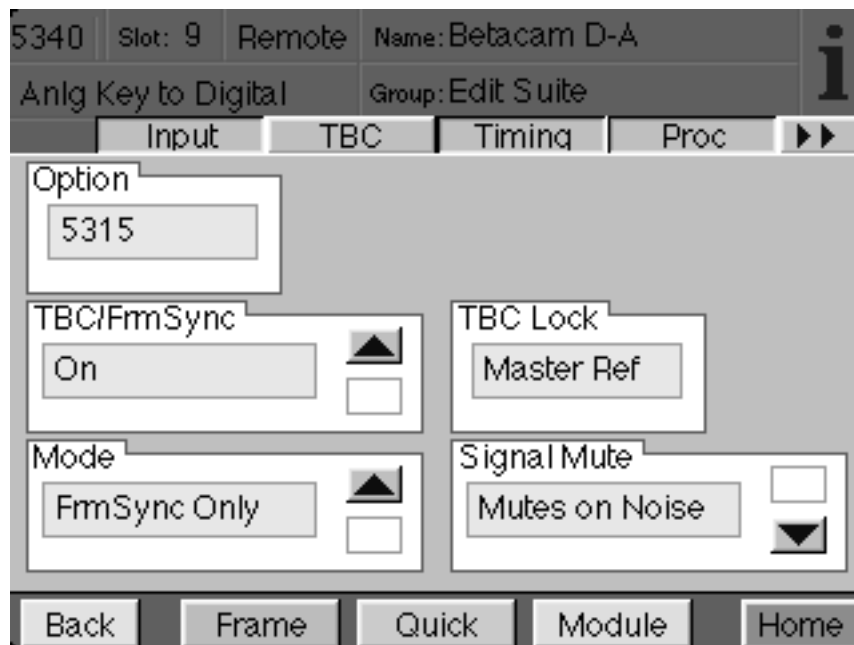 5340 Slot: 9 Remote Name: Betacam D-A
Anlg Key to Digital Group: Edit Suite
Input TBC Timing Proc
Option
5315
TBC/FrmSync TBC Lock
On Master Ref
Mode Signal Mute
FrmSync Only Mutes on Noise
Back Frame Quick Module Home